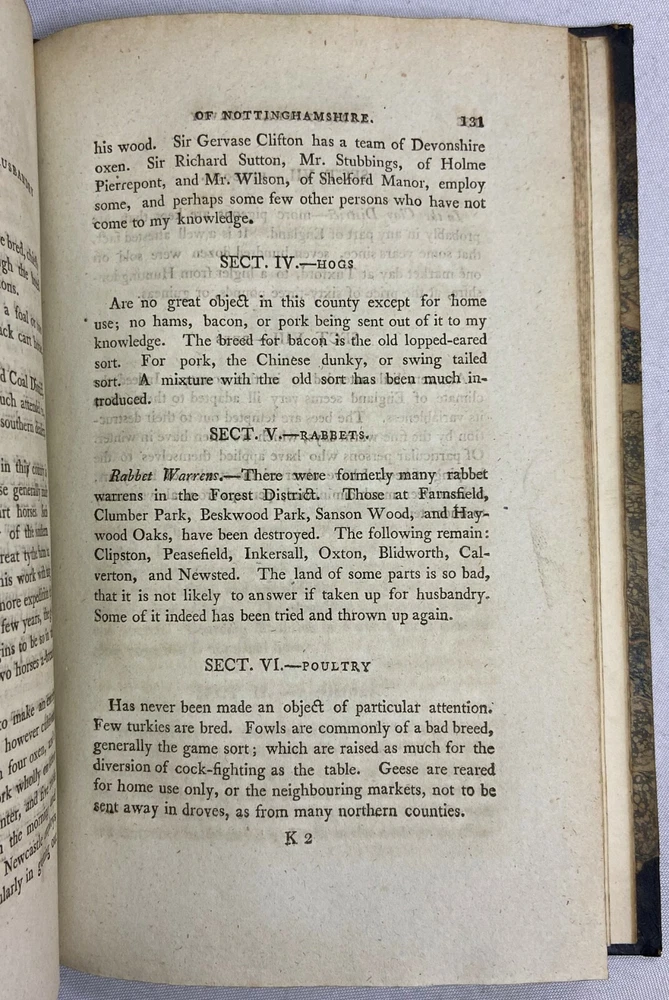 OF NOTTINGHAMSHIRE. 131
his wood. Sir Gervase Clifton has a team of Devonshire
oxen. Sir Richard Sutton, Mr. Stubbings, of Holme
Pierrepont, and Mr. Wilson, of Shelford Manor, employ
some, and perhaps some few other persons who have not
come to my knowledge.
SECT. IV.—HOGS
Are no great object in this county except for home
use; no hams, bacon, or pork being sent out of it to my
knowledge. The breed for bacon is the old lopped-eared
sort. For pork, the Chinese dunky, or swing tailed
sort. A mixture with the old sort has been much in-
troduced.
SECT. V.—RABBETS.
Rabbet Warrens.—There were formerly many rabbet
warrens in the Forest District. Those at Farnsfield,
Clumber Park, Beskwood Park, Sanson Wood, and Hay-
wood Oaks, have been destroyed. The following remain:
Clipston, Peasefield, Inkersall, Oxton, Blidworth, Cal-
verton, and Newsted. The land of some parts is so bad,
that it is not likely to answer if taken up for husbandry.
Some of it indeed has been tried and thrown up again.
SECT. VI.—POULTRY
Has never been made an object of particular attention.
Few turkies are bred. Fowls are commonly of a bad breed,
generally the game sort; which are raised as much for the
diversion of cock-fighting as the table. Geese are reared
for home use only, or the neighbouring markets, not to be
sent away in droves, as from many northern counties.
K 2